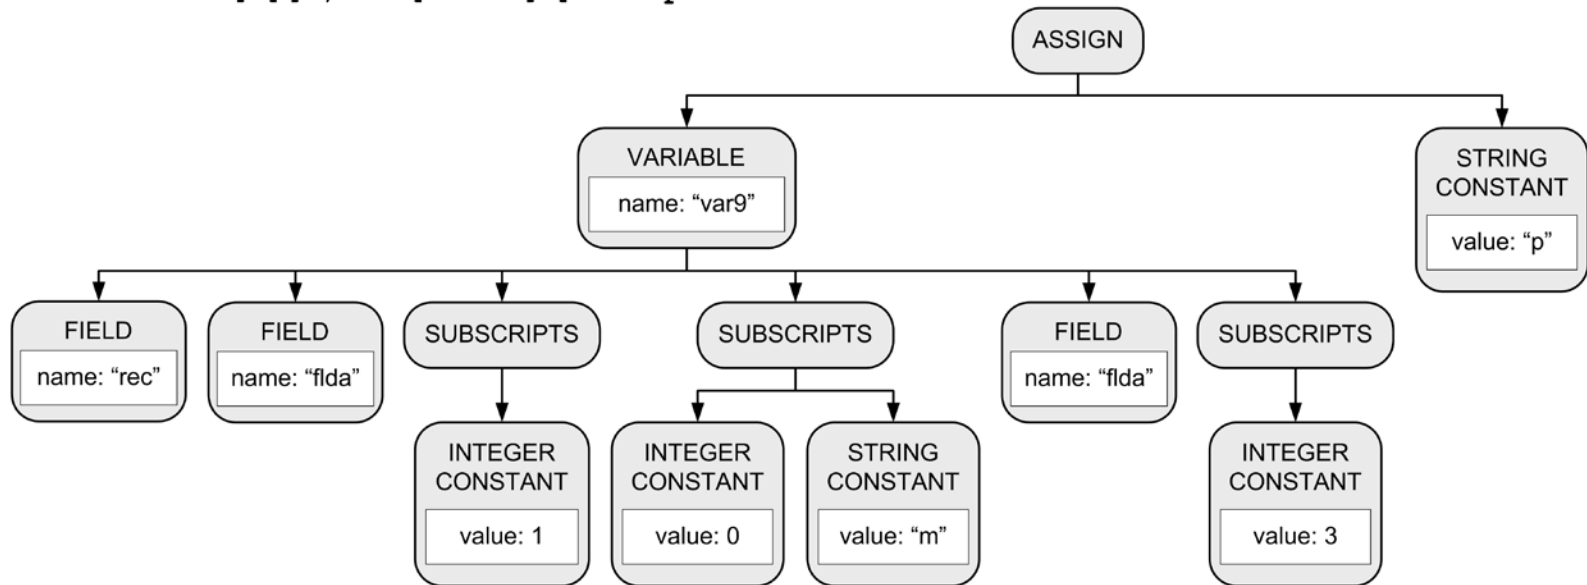 ASSIGN
VARIABLE
name: “var9”
STRING
CONSTANT
value: “p”
FIELD
name: “rec”
FIELD
name: “flda”
SUBSCRIPTS
SUBSCRIPTS
FIELD
name: “flda”
SUBSCRIPTS
INTEGER
CONSTANT
value: 1
INTEGER
CONSTANT
value: 0
STRING
CONSTANT
value: “m”
INTEGER
CONSTANT
value: 3